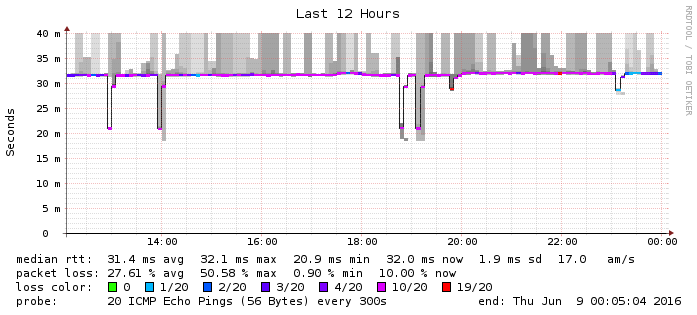 Last 12 Hours
RRDTOOL / TOBI OETIKER
Seconds
40 m
35 m
30 m
25 m
20 m
15 m
10 m
5 m
0
14:00 16:00 18:00 20:00 22:00 00:00
median rtt: 31.4 ms avg 32.1 ms max 20.9 ms min 32.0 ms now 1.9 ms sd 17.0 am/s
packet loss: 27.61 % avg 50.58 % max 0.90 % min 10.00 % now
loss color: 0 1/20 2/20 3/20 4/20 10/20 19/20
probe: 20 ICMP Echo Pings (56 Bytes) every 300s end: Thu Jun 9 00:05:04 2016